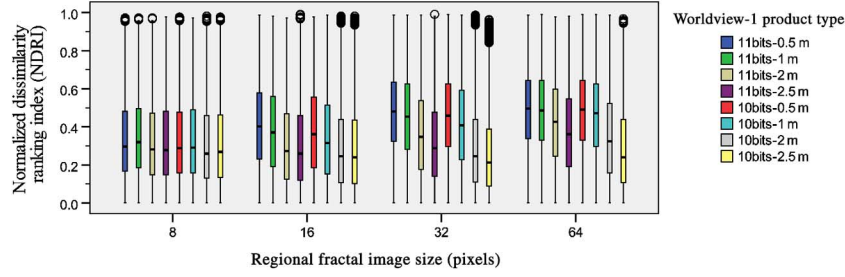 Normalized dissimilarity
ranking index (NDRI)
1.0
0.8
0.6
0.4
0.2
0.0
8
16
32
64
Regional fractal image size (pixels)
Worldview-1 product type
11bits-0.5 m
11bits-1 m
11bits-2 m
11bits-2.5 m
10bits-0.5 m
10bits-1 m
10bits-2 m
10bits-2.5 m